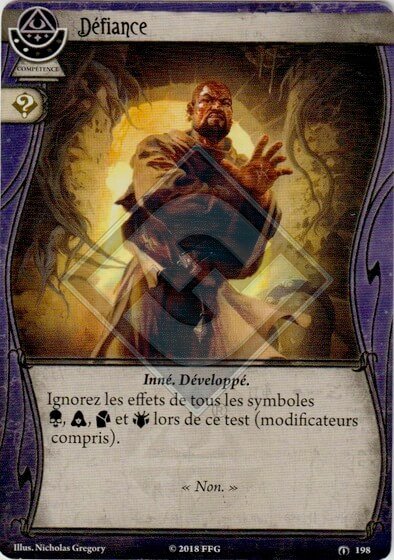 Défiance
COMPÉTENCE
?
Inné. Développé.
Ignorez les effets de tous les symboles
, , et lors de ce test (modificateurs
compris).
« Non. »
Illus. Nicholas Gregory © 2018 FFG 198